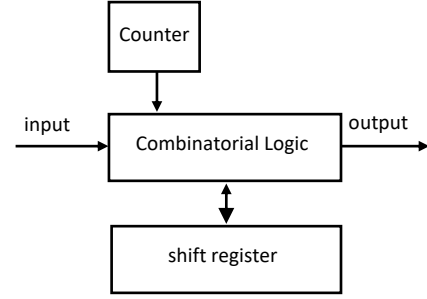 Counter
input
output
Combinatorial Logic
shift register